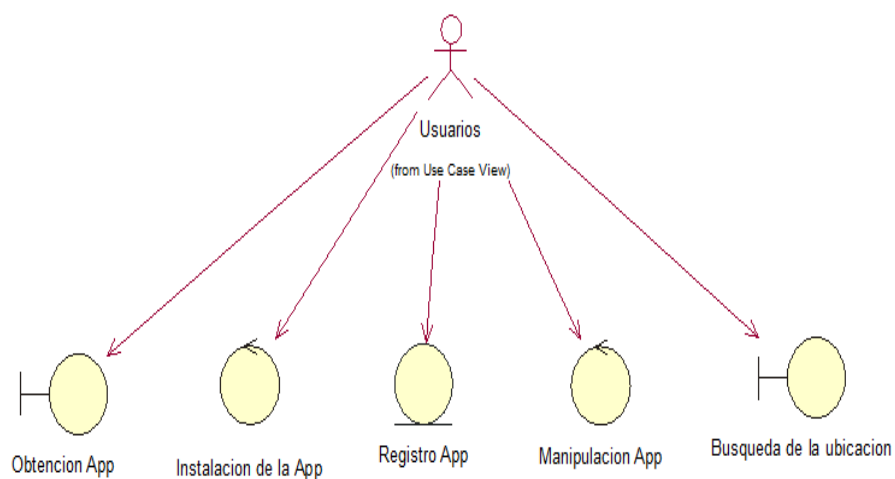 Usuarios
(from Use Case View)
Obtencion App
Instalacion de la App
Registro App
Manipulacion App
Busqueda de la ubicacion